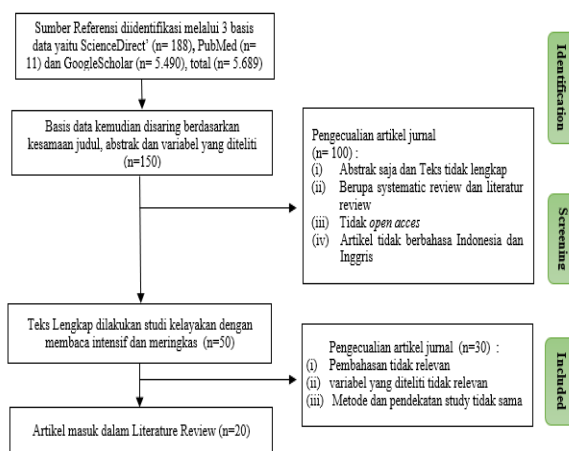 Sumber Referensi diidentifikasi melalui 3 basis
data yaitu ScienceDirect’ (n= 188), PubMed (n=
11) dan GoogleScholar (n= 5.490), total (n= 5.689)
Identification
Basis data kemudian disaring berdasarkan
kesamaan judul, abstrak dan variabel yang diteliti
(n=150)
Pengecualian artikel jurnal
(n= 100) :
(i) Abstrak saja dan Teks tidak lengkap
(ii) Berupa systematic review dan literatur
review
(iii) Tidak open acces
(iv) Artikel tidak berbahasa Indonesia dan
Inggris
Screening
Teks Lengkap dilakukan studi kelayakan dengan
membaca intensif dan meringkas (n=50)
Pengecualian artikel jurnal (n=30) :
(i) Pembahasan tidak relevan
(ii) variabel yang diteliti tidak relevan
(iii) Metode dan pendekatan study tidak sama
Included
Artikel masuk dalam Literature Review (n=20)